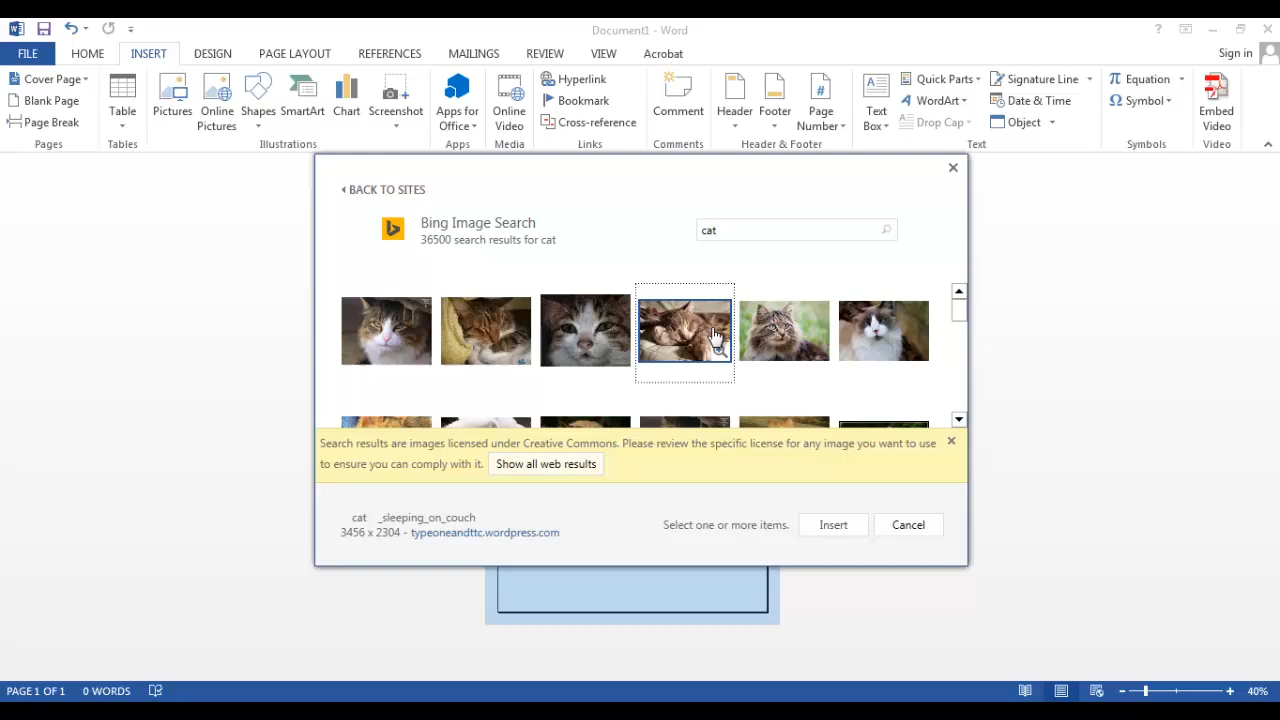 Document1 - Word
?
FILE HOME INSERT DESIGN PAGE LAYOUT REFERENCES MAILINGS REVIEW VIEW Acrobat Sign in
Cover Page
Blank Page
Page Break
Pages
Table
Tables
Pictures
Online
Pictures
Shapes
SmartArt
Chart
Screenshot
Illustrations
Apps for
Office
Apps
Online
Video
Media
Hyperlink
Bookmark
Cross-reference
Links
Comment
Comments
Header
Footer
Page
Number
Header & Footer
Text
Box
Quick Parts
WordArt
Drop Cap
Signature Line
Date & Time
Object
Text
π Equation
Ω Symbol
Symbols
Embed
Video
Video
BACK TO SITES
Bing Image Search
36500 search results for cat
cat
Search results are images licensed under Creative Commons. Please review the specific license for any image you want to use
to ensure you can comply with it. Show all web results
cat _sleeping_on_couch
3456 x 2304 - typeoneandttc.wordpress.com
Select one or more items. Insert Cancel
PAGE 1 OF 1 0 WORDS 40%